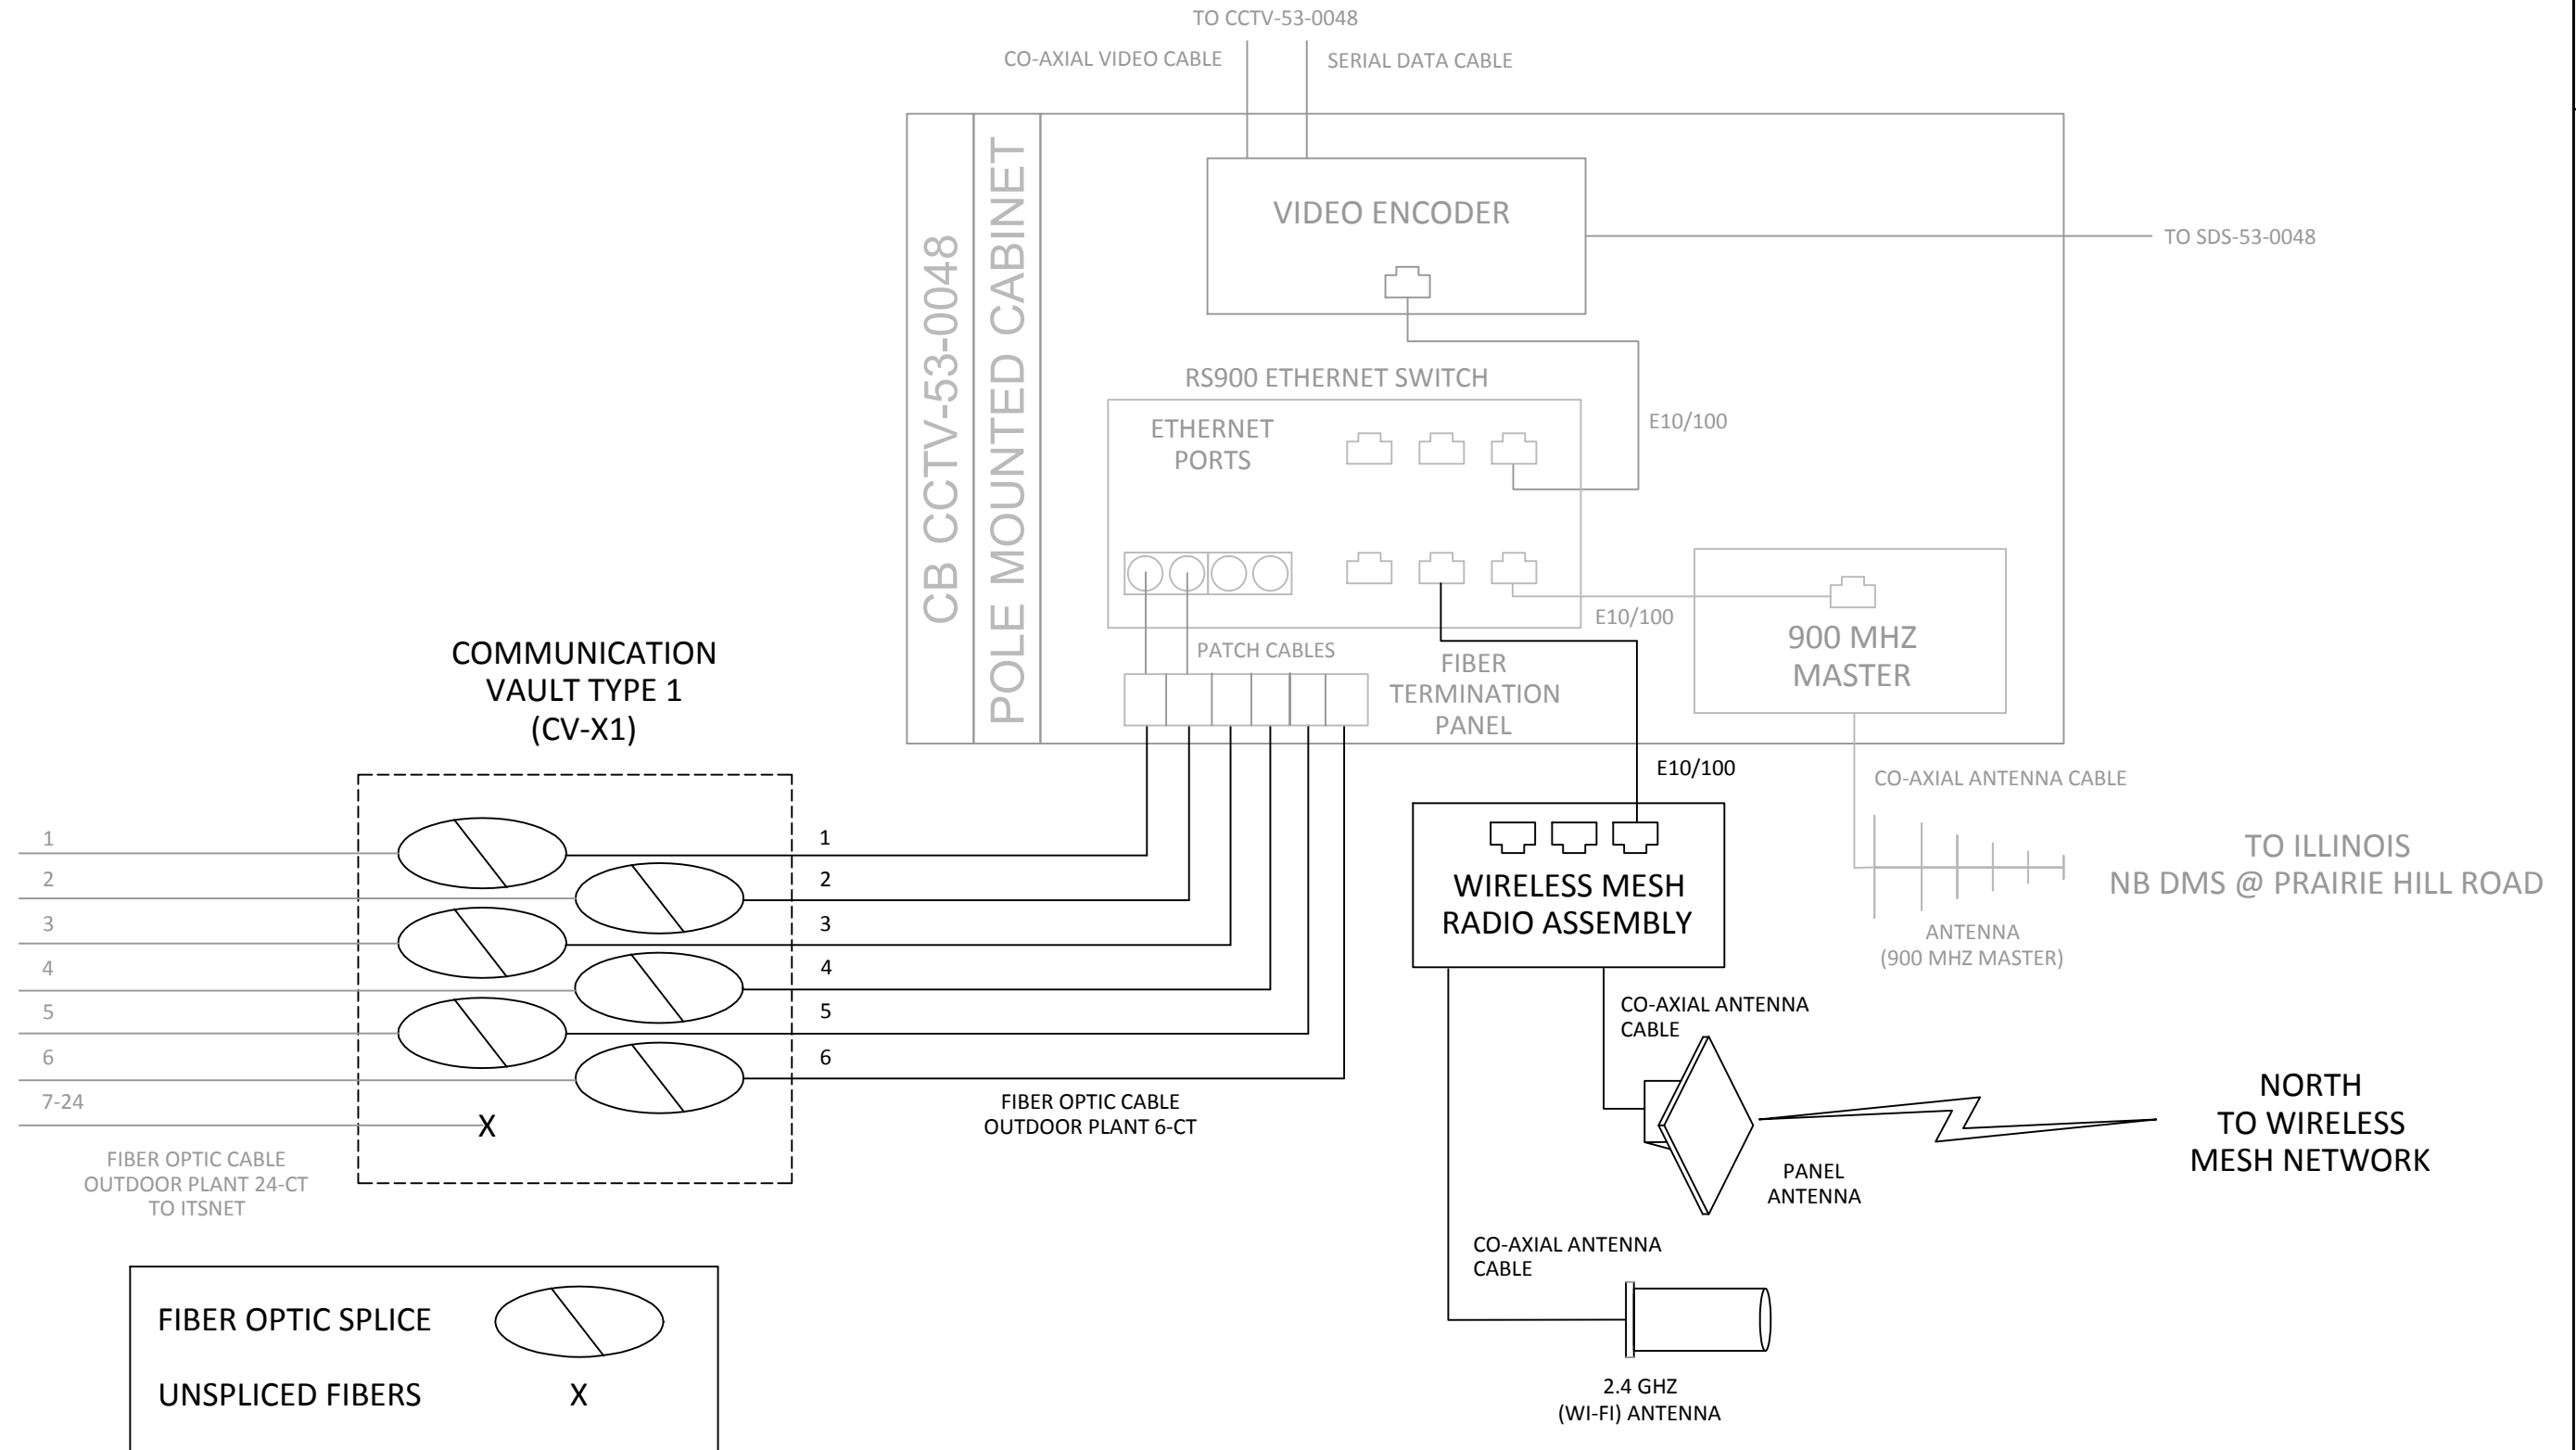 TO CCTV-53-0048
CO-AXIAL VIDEO CABLE
SERIAL DATA CABLE
CB CCTV-53-0048
POLE MOUNTED CABINET
VIDEO ENCODER
TO SDS-53-0048
RS900 ETHERNET SWITCH
ETHERNET
PORTS
E10/100
E10/100
900 MHZ
MASTER
PATCH CABLES
FIBER
TERMINATION
PANEL
COMMUNICATION
VAULT TYPE 1
(CV-X1)
E10/100
CO-AXIAL ANTENNA CABLE
1
2
3
4
5
6
7-24
1
2
3
4
5
6
X
FIBER OPTIC CABLE
OUTDOOR PLANT 24-CT
TO ITSNET
FIBER OPTIC CABLE
OUTDOOR PLANT 6-CT
WIRELESS MESH
RADIO ASSEMBLY
TO ILLINOIS
NB DMS @ PRAIRIE HILL ROAD
ANTENNA
(900 MHZ MASTER)
CO-AXIAL ANTENNA
CABLE
PANEL
ANTENNA
NORTH
TO WIRELESS
MESH NETWORK
CO-AXIAL ANTENNA
CABLE
2.4 GHZ
(WI-FI) ANTENNA
FIBER OPTIC SPLICE
UNSPLICED FIBERS X